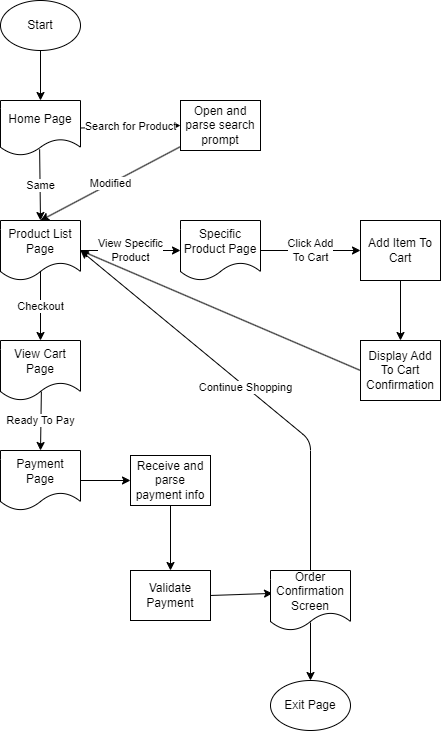 Start
Home Page
Search for Product
Open and
parse search
prompt
Same
Modified
Product List
Page
View Specific
Product
Specific
Product Page
Click Add
To Cart
Add Item To
Cart
Checkout
View Cart
Page
Display Add
To Cart
Confirmation
Continue Shopping
Ready To Pay
Payment
Page
Receive and
parse
payment info
Validate
Payment
Order
Confirmation
Screen
Exit Page